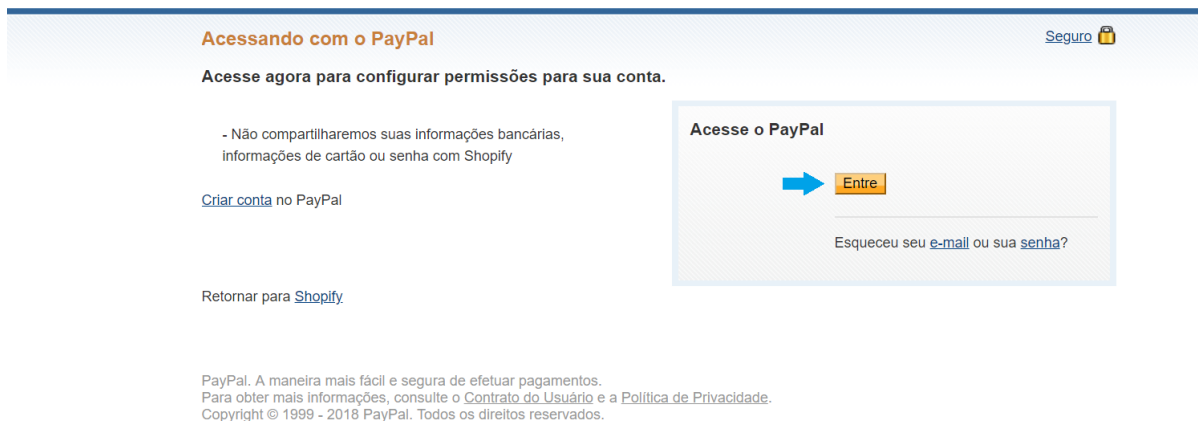 Acessando com o PayPal
Seguro
Acesse agora para configurar permissões para sua conta.
- Não compartilharemos suas informações bancárias,
informações de cartão ou senha com Shopify
Criar conta no PayPal
Retornar para Shopify
Acesse o PayPal
Entre
Esqueceu seu e-mail ou sua senha?
PayPal. A maneira mais fácil e segura de efetuar pagamentos.
Para obter mais informações, consulte o Contrato do Usuário e a Política de Privacidade.
Copyright © 1999 - 2018 PayPal. Todos os direitos reservados.